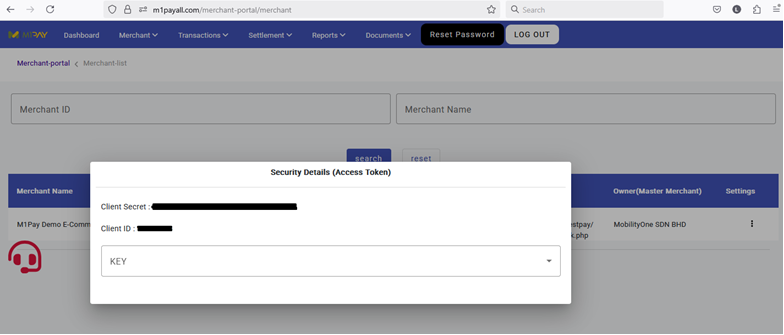 m1payall.com/merchant-portal/merchant
Search
M1PAY Dashboard Merchant Transactions Settlement Reports Documents Reset Password LOG OUT
Merchant-portal < Merchant-list
Merchant ID Merchant Name
search reset
Security Details (Access Token)
Merchant Name Owner(Master Merchant) Settings
Client Secret :
M1Pay Demo E-Comm estpay/ MobilityOne SDN BHD
Client ID : x.php
KEY